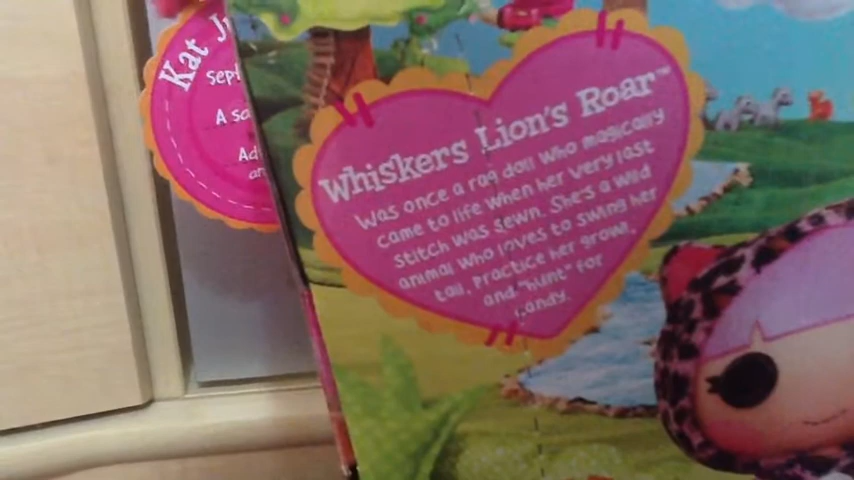 Kat
Sept
A
Ad
an
Whiskers Lion's Roar™
Was once a rag doll who magically
came to life when her very last
stitch was sewn. She's a wild
animal who loves to swing her
tail, practice her growl,
and "hunt" for
candy.